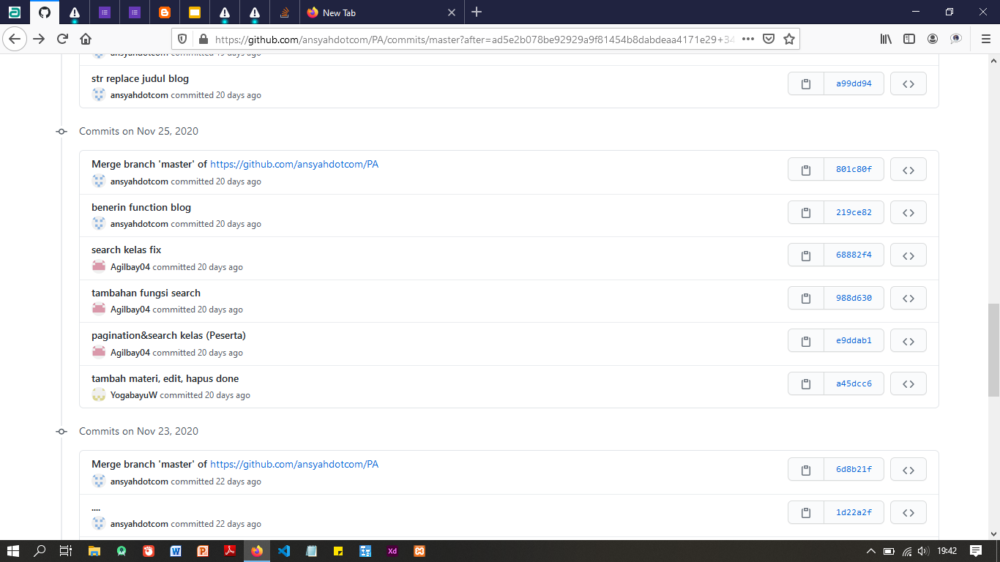 New Tab
https://github.com/ansyahdotcom/PA/commits/master?after=ad5e2b078be92929a9f81454b8dabdeaa4171e29+34
ansyahdotcom committed 19 days ago
str replace judul blog
ansyahdotcom committed 20 days ago
a99dd94
Commits on Nov 25, 2020
Merge branch 'master' of https://github.com/ansyahdotcom/PA
ansyahdotcom committed 20 days ago
801c80f
benerin function blog
ansyahdotcom committed 20 days ago
219ce82
search kelas fix
Agilbay04 committed 20 days ago
68882f4
tambahan fungsi search
Agilbay04 committed 20 days ago
988d630
pagination&search kelas (Peserta)
Agilbay04 committed 20 days ago
e9ddab1
tambah materi, edit, hapus done
YogabayuW committed 20 days ago
a45dcc6
Commits on Nov 23, 2020
Merge branch 'master' of https://github.com/ansyahdotcom/PA
ansyahdotcom committed 22 days ago
6d8b21f
....
ansyahdotcom committed 22 days ago
1d22a2f
Xd
19:42